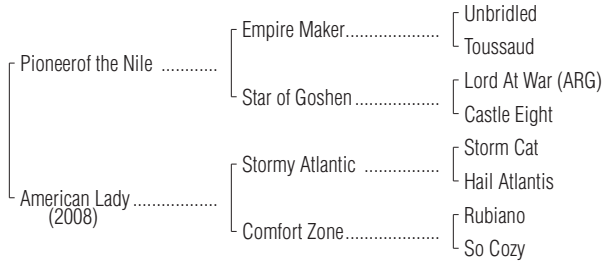 Unbridled
Empire Maker....................
Toussaud
Pioneerof the Nile ............
Lord At War (ARG)
Star of Goshen ..................
Castle Eight
Storm Cat
Stormy Atlantic ................
Hail Atlantis
American Lady ..................
(2008)
Rubiano
Comfort Zone....................
So Cozy